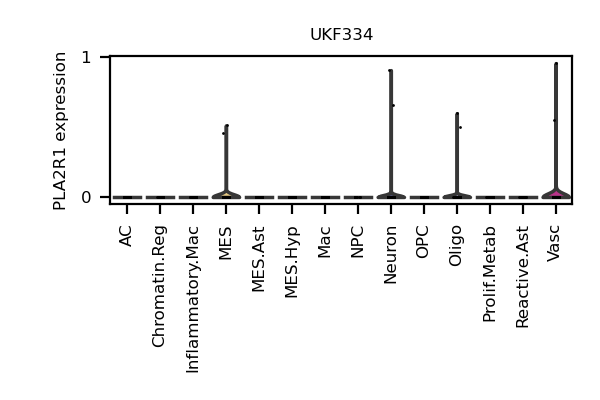 UKF334
PLA2R1 expression
1
0
AC
Chromatin.Reg
Inflammatory.Mac
MES
MES.Ast
MES.Hyp
Mac
NPC
Neuron
OPC
Oligo
Prolif.Metab
Reactive.Ast
Vasc